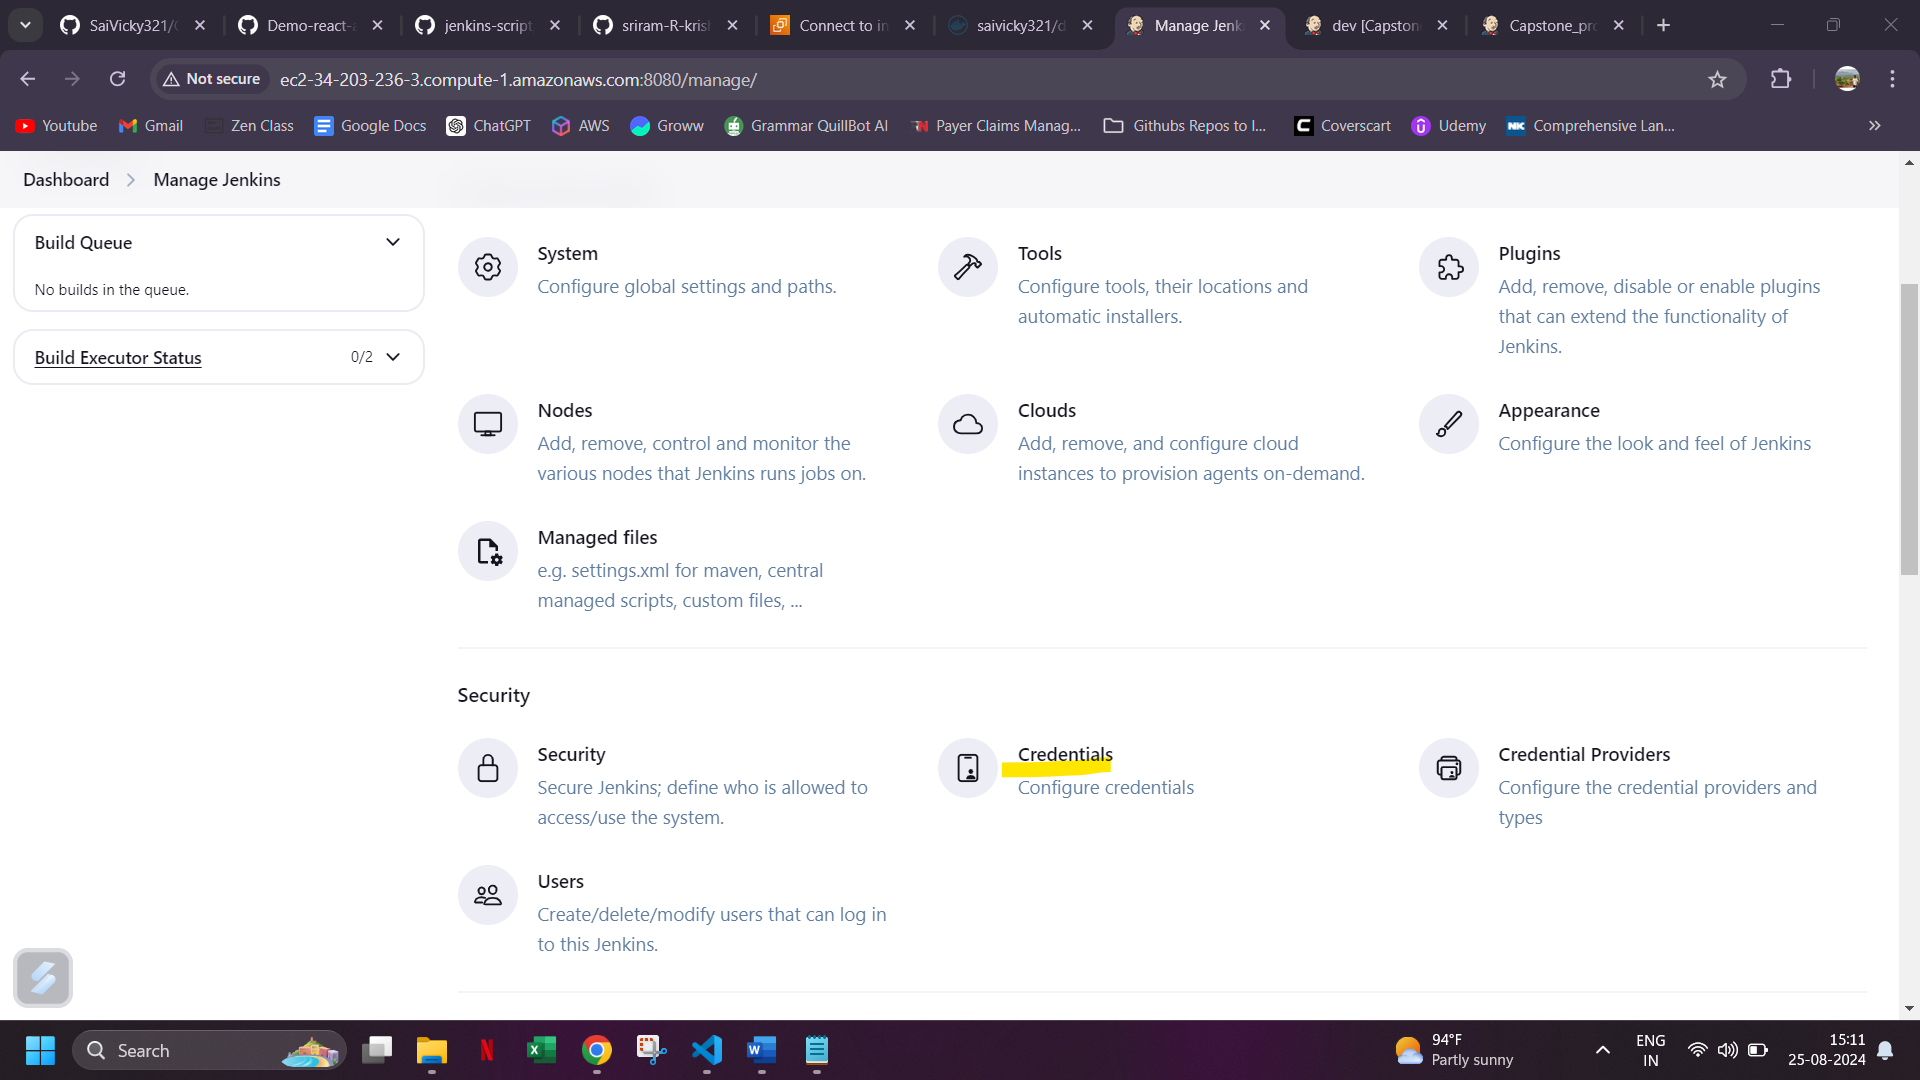 SaiVicky321/
Demo-react-
jenkins-script
sriram-R-kris
Connect to in
saivicky321/d
Manage Jenk
dev [Capston
Capstone_pro
Not secure
ec2-34-203-236-3.compute-1.amazonaws.com:8080/manage/
Youtube
Gmail
Zen Class
Google Docs
ChatGPT
AWS
Groww
Grammar QuillBot AI
Payer Claims Manag...
Githubs Repos to l...
Coverscart
Udemy
NK
Comprehensive Lan...
Dashboard
Manage Jenkins
Build Queue
No builds in the queue.
Build Executor Status
0/2
System
Configure global settings and paths.
Tools
Configure tools, their locations and
automatic installers.
Plugins
Add, remove, disable or enable plugins
that can extend the functionality of
Jenkins.
Nodes
Add, remove, control and monitor the
various nodes that Jenkins runs jobs on.
Clouds
Add, remove, and configure cloud
instances to provision agents on-demand.
Appearance
Configure the look and feel of Jenkins
Managed files
e.g. settings.xml for maven, central
managed scripts, custom files, ...
Security
Security
Secure Jenkins; define who is allowed to
access/use the system.
Credentials
Configure credentials
Credential Providers
Configure the credential providers and
types
Users
Create/delete/modify users that can log in
to this Jenkins.
Search
94°F
Partly sunny
ENG
IN
15:11
25-08-2024